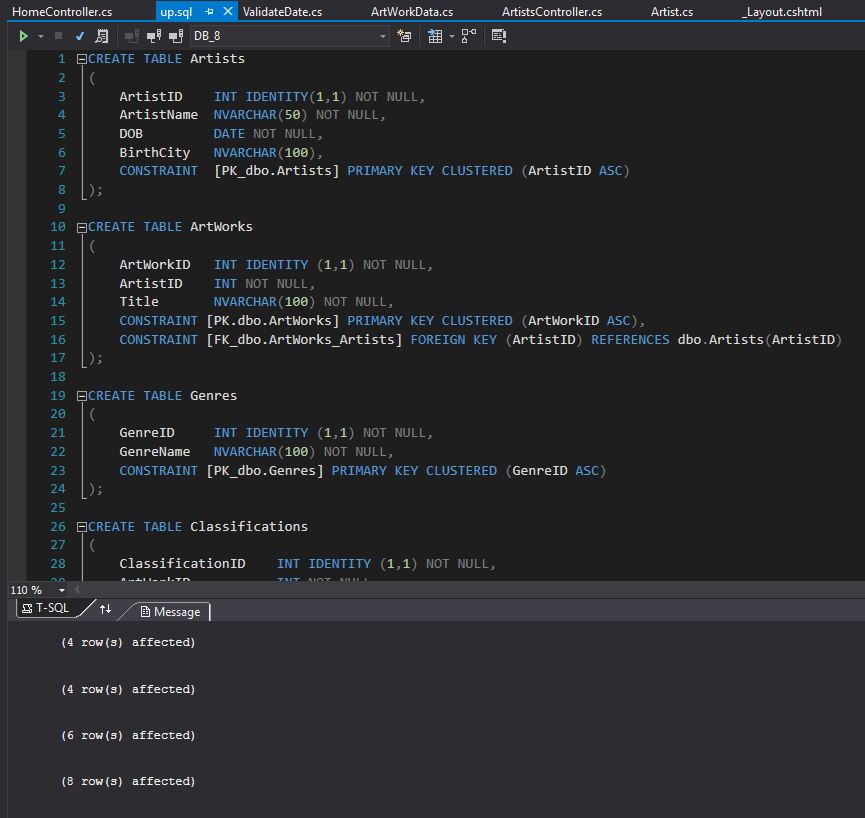 HomeController.cs up.sql ValidateDate.cs ArtWorkData.cs ArtistsController.cs Artist.cs _Layout.cshtml
DB_8
1 CREATE TABLE Artists
2 (
3 ArtistID INT IDENTITY(1,1) NOT NULL,
4 ArtistName NVARCHAR(50) NOT NULL,
5 DOB DATE NOT NULL,
6 BirthCity NVARCHAR(100),
7 CONSTRAINT [PK_dbo.Artists] PRIMARY KEY CLUSTERED (ArtistID ASC)
8 );
9
10 CREATE TABLE ArtWorks
11 (
12 ArtWorkID INT IDENTITY (1,1) NOT NULL,
13 ArtistID INT NOT NULL,
14 Title NVARCHAR(100) NOT NULL,
15 CONSTRAINT [PK.dbo.ArtWorks] PRIMARY KEY CLUSTERED (ArtWorkID ASC),
16 CONSTRAINT [FK_dbo.ArtWorks_Artists] FOREIGN KEY (ArtistID) REFERENCES dbo.Artists(ArtistID)
17 );
18
19 CREATE TABLE Genres
20 (
21 GenreID INT IDENTITY (1,1) NOT NULL,
22 GenreName NVARCHAR(100) NOT NULL,
23 CONSTRAINT [PK_dbo.Genres] PRIMARY KEY CLUSTERED (GenreID ASC)
24 );
25
26 CREATE TABLE Classifications
27 (
28 ClassificationID INT IDENTITY (1,1) NOT NULL,
29 ArtWorkID INT NOT NULL,
110 %
T-SQL Message
(4 row(s) affected)
(4 row(s) affected)
(6 row(s) affected)
(8 row(s) affected)